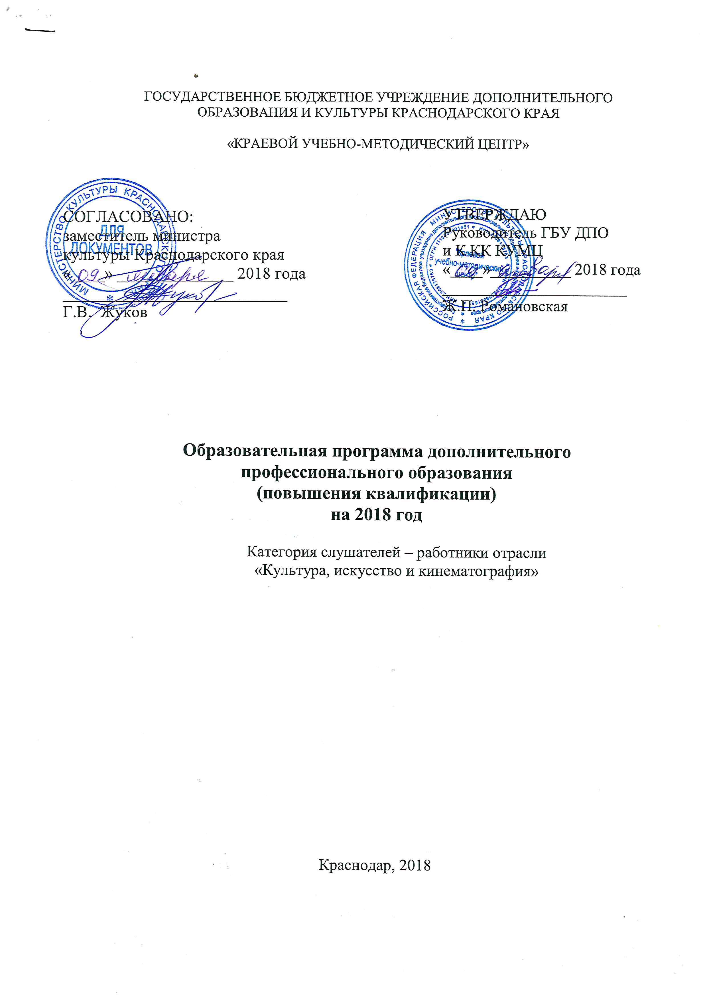 ГОСУДАРСТВЕННОЕ БЮДЖЕТНОЕ УЧРЕЖДЕНИЕ ДОПОЛНИТЕЛЬНОГО
ОБРАЗОВАНИЯ И КУЛЬТУРЫ КРАСНОДАРСКОГО КРАЯ
«КРАЕВОЙ УЧЕБНО-МЕТОДИЧЕСКИЙ ЦЕНТР»
СОГЛАСОВАНО:
заместитель министра
культуры Краснодарского края
«09» января 2018 года
Г.В. Жуков
МИНИСТЕРСТВО КУЛЬТУРЫ КРАСНОДАРСКОГО КРАЯ
ДЛЯ
ДОКУМЕНТОВ
УТВЕРЖДАЮ
Руководитель ГБУ ДПО
и К КК КУМЦ
«09» января 2018 года
Ж.П. Романовская
РОССИЙСКАЯ ФЕДЕРАЦИЯ МИНИСТЕРСТВО КУЛЬТУРЫ КРАСНОДАРСКОГО КРАЯ
"Краевой
учебно-методический
центр"
Образовательная программа дополнительного
профессионального образования
(повышения квалификации)
на 2018 год
Категория слушателей – работники отрасли
«Культура, искусство и кинематография»
Краснодар, 2018